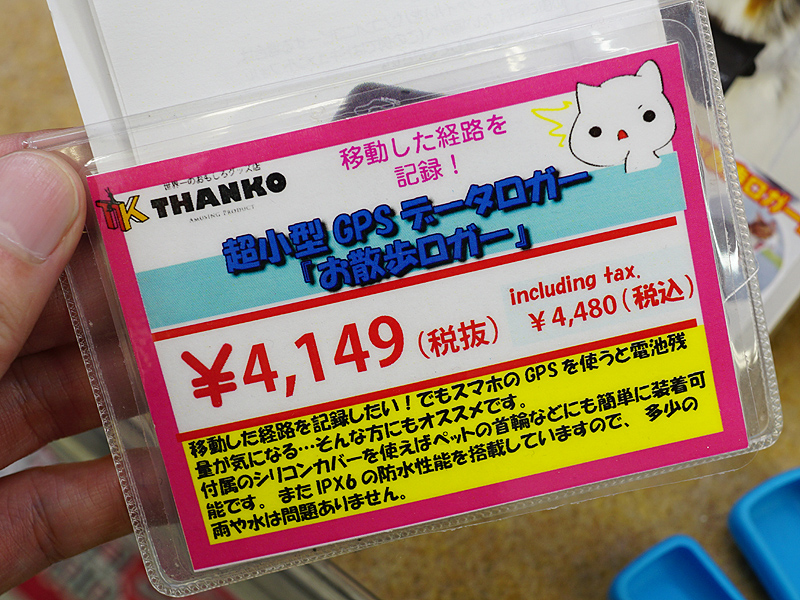 移動した経路を
記録！
世界一のおもしろグッズ店
TK THANKO
AMUSING PRODUCT
超小型 GPS データロガー
『お散歩ロガー』
¥4,149 (税抜)
including tax.
¥4,480 (税込)
移動した経路を記録したい！でもスマホのGPSを使うと電池残
量が気になる…そんな方にもオススメです。
付属のシリコンカバーを使えばペットの首輪などにも簡単に装着可
能です。またIPX6の防水性能を搭載していますので、多少の
雨や水は問題ありません。
ロガー